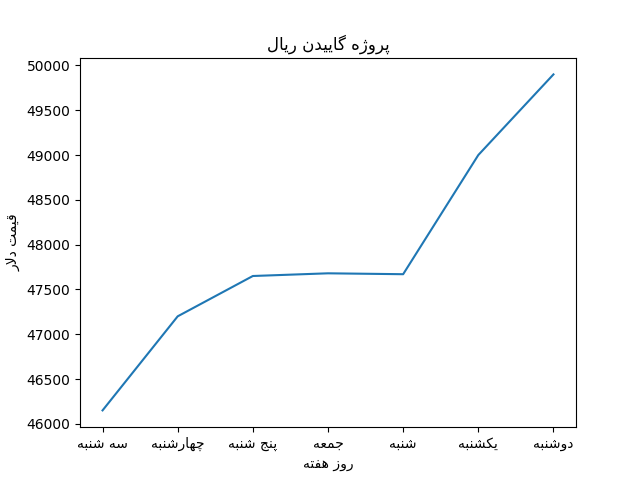 پروژه گاییدن ریال
50000
49500
49000
48500
48000
47500
47000
46500
46000
قیمت دلار
سه شنبه
چهارشنبه
پنج شنبه
جمعه
شنبه
یکشنبه
دوشنبه
روز هفته